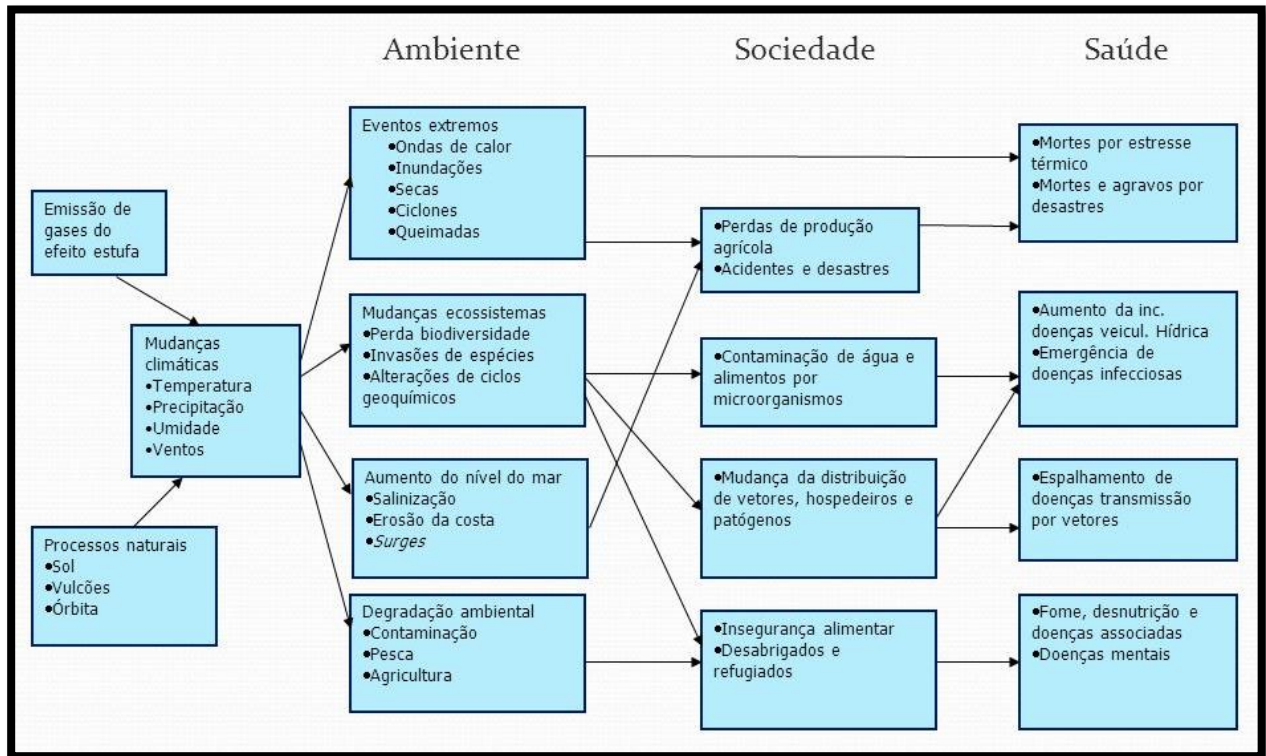 Ambiente
Sociedade
Saúde
Emissão de
gases do
efeito estufa
Mudanças
climáticas
•Temperatura
•Precipitação
•Umidade
•Ventos
Processos naturais
•Sol
•Vulcões
•Órbita
Eventos extremos
•Ondas de calor
•Inundações
•Secas
•Ciclones
•Queimadas
Mudanças ecossistemas
•Perda biodiversidade
•Invasões de espécies
•Alterações de ciclos
geoquímicos
Aumento do nível do mar
•Salinização
•Erosão da costa
•Surges
Degradação ambiental
•Contaminação
•Pesca
•Agricultura
•Perdas de produção
agrícola
•Acidentes e desastres
•Contaminação de água e
alimentos por
microorganismos
•Mudança da distribuição
de vetores, hospedeiros e
patógenos
•Insegurança alimentar
•Desabrigados e
refugiados
•Mortes por estresse
térmico
•Mortes e agravos por
desastres
•Aumento da inc.
doenças veicul. Hídrica
•Emergência de
doenças infecciosas
•Espalhamento de
doenças transmissão
por vetores
•Fome, desnutrição e
doenças associadas
•Doenças mentais